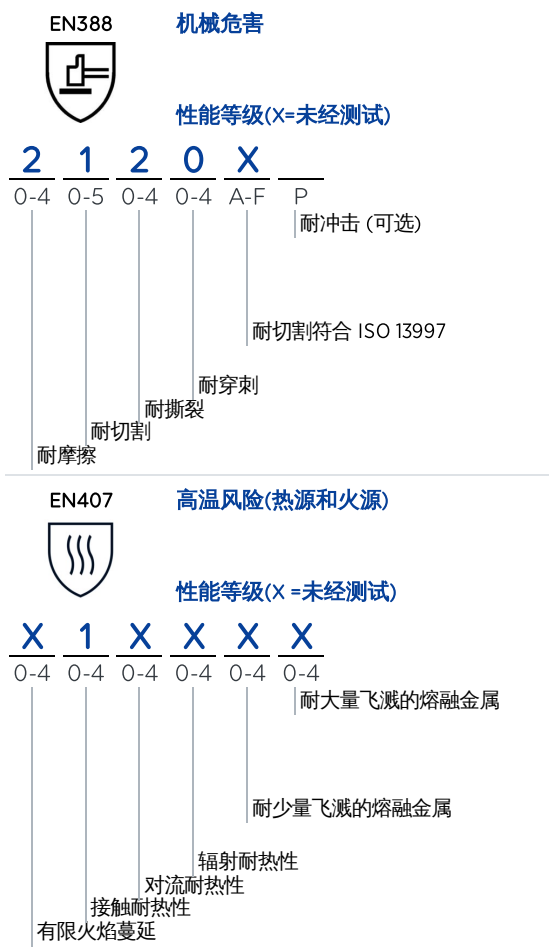 EN388 机械危害
性能等级(X=未经测试)
2 1 2 0 X
0-4 0-5 0-4 0-4 A-F P
耐冲击 (可选)
耐切割符合 ISO 13997
耐穿刺
耐撕裂
耐切割
耐摩擦
EN407 高温风险(热源和火源)
性能等级(X =未经测试)
X 1 X X X X
0-4 0-4 0-4 0-4 0-4 0-4
耐大量飞溅的熔融金属
耐少量飞溅的熔融金属
辐射耐热性
对流耐热性
接触耐热性
有限火焰蔓延